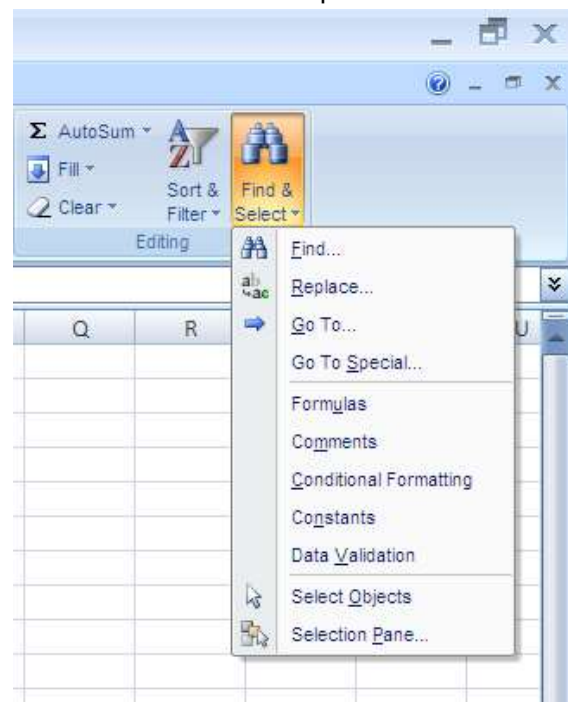 Σ AutoSum
Fill
Clear
Sort &
Filter
Find &
Select
Editing
Find...
Replace...
Go To...
Go To Special...
Formulas
Comments
Conditional Formatting
Constants
Data Validation
Select Objects
Selection Pane...
Q R U